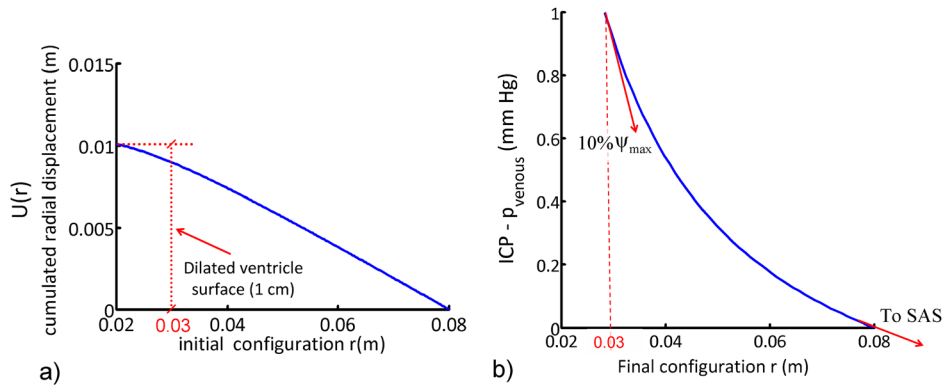 U(r)
cumulated radial displacement (m)
0.015
0.01
0.005
0
Dilated ventricle
surface (1 cm)
0.02
0.03
0.04
0.06
0.08
initial configuration r(m)
a)
ICP - pvenous (mm Hg)
1
0.8
0.6
0.4
0.2
0
10%Ψmax
To SAS
0.02
0.03
0.04
0.06
0.08
Final configuration r (m)
b)